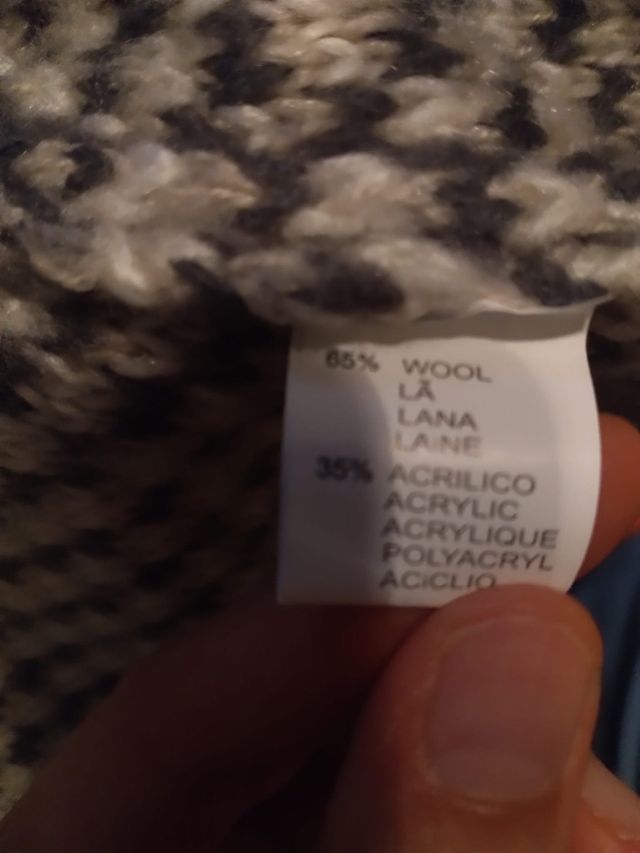 65% WOOL
LÃ
LANA
LAINE
35% ACRILICO
ACRYLIC
ACRYLIQUE
POLYACRYL
ACiCLIO